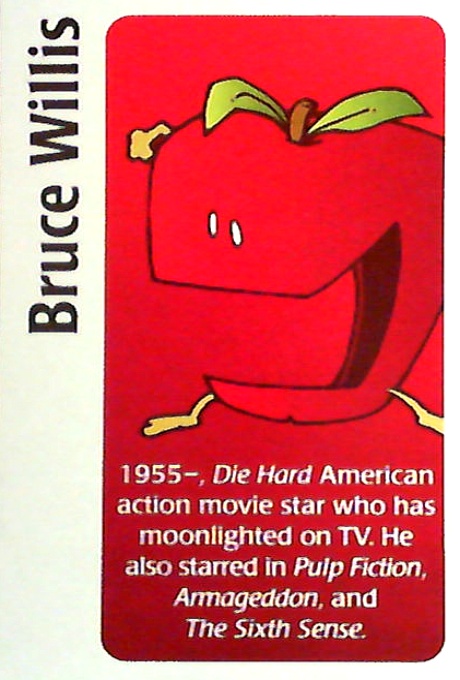 Bruce Willis
1955–, Die Hard American
action movie star who has
moonlighted on TV. He
also starred in Pulp Fiction,
Armageddon, and
The Sixth Sense.